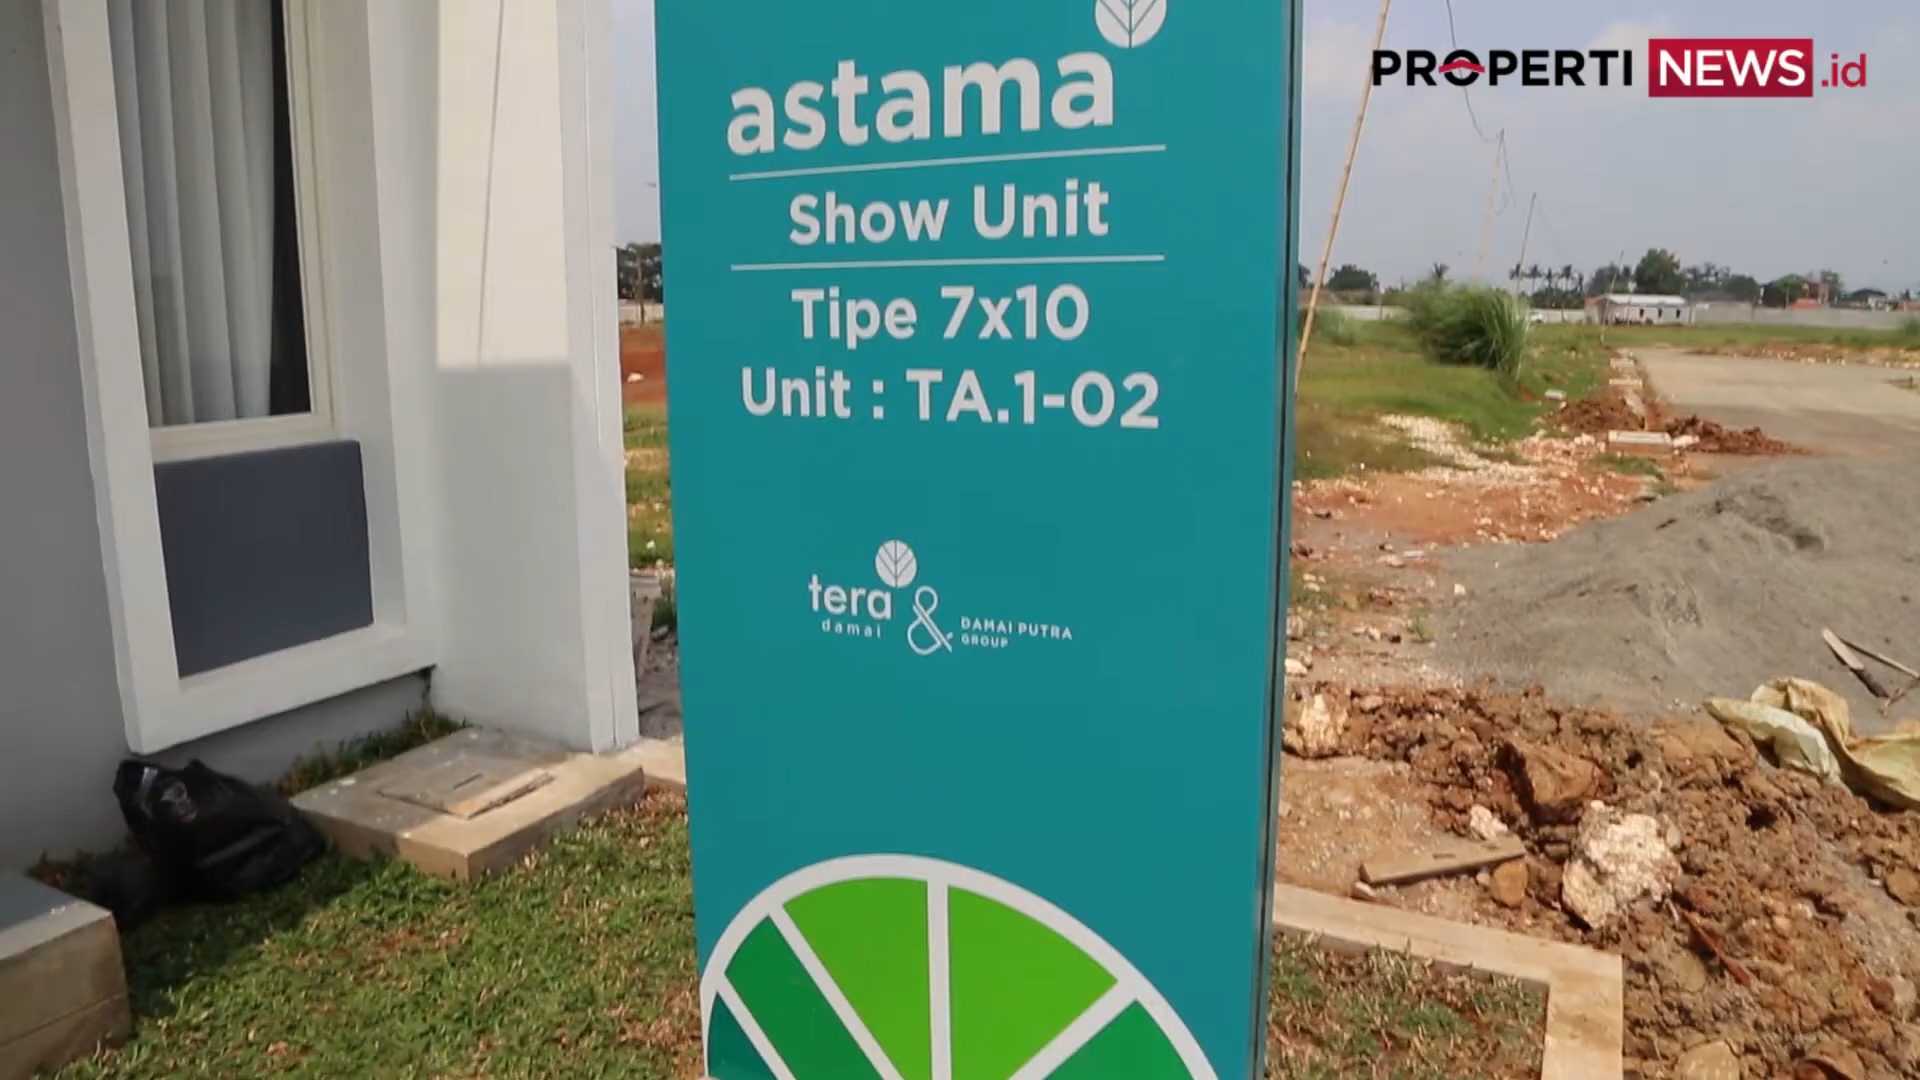 PROPERTI NEWS.id
astama
Show Unit
Tipe 7x10
Unit : TA.1-02
tera
damai
&
DAMAI PUTRA
GROUP